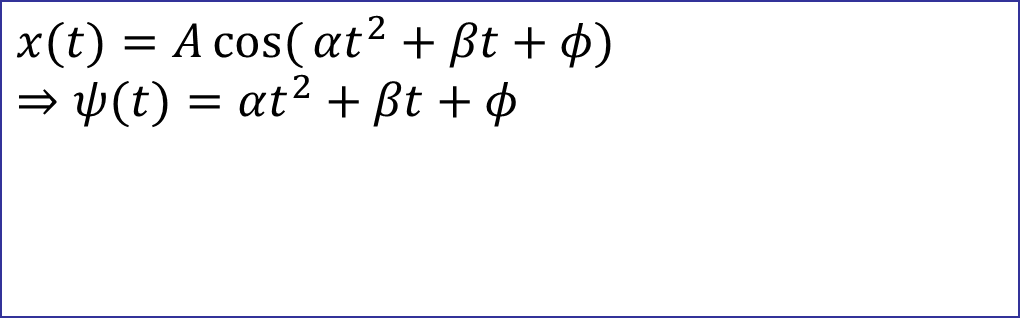 x(t) = A cos( αt² + βt + ϕ)
⇒ ψ(t) = αt² + βt + ϕ